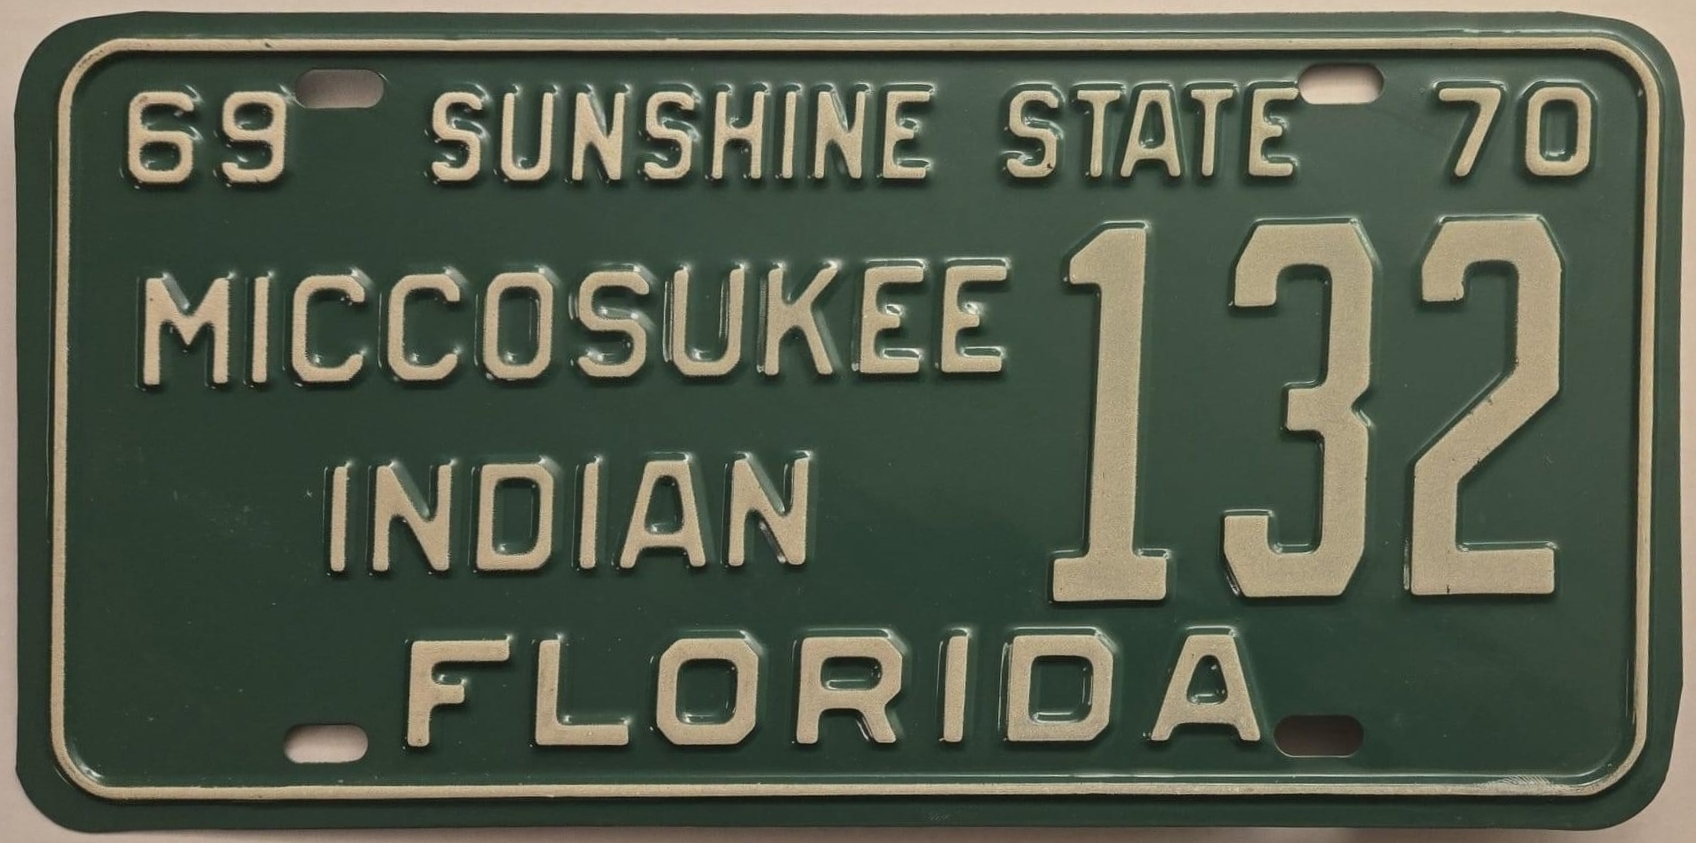 69 SUNSHINE STATE 70
MICCOSUKEE 132
INDIAN
FLORIDA